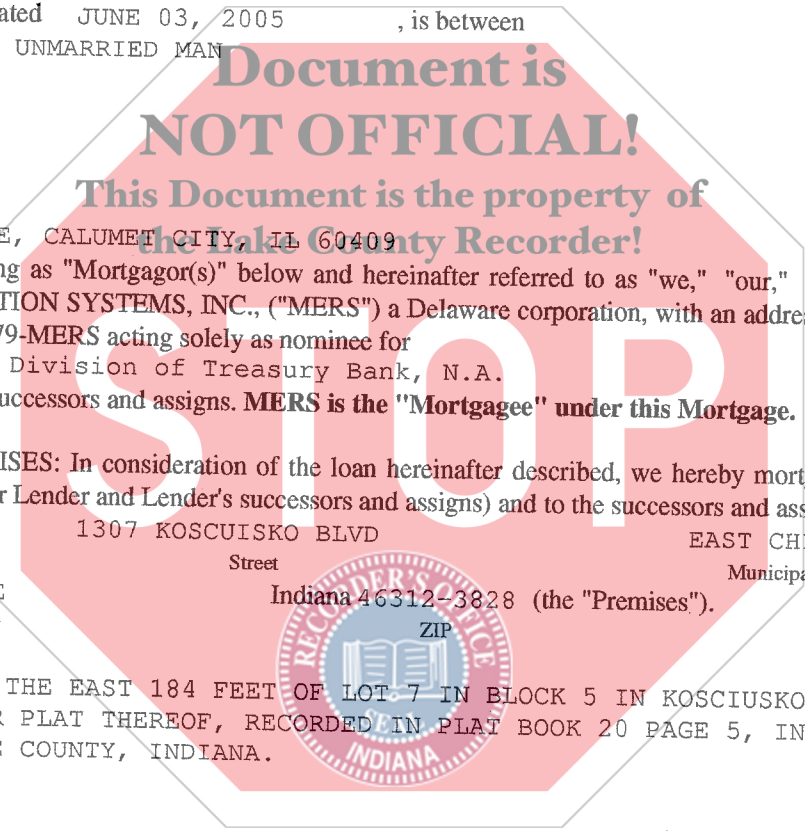 ated JUNE 03, 2005 , is between
UNMARRIED MAN
Document is
NOT OFFICIAL!
This Document is the property of
the Lake County Recorder!
E, CALUMET CITY, IL 60409
ng as "Mortgagor(s)" below and hereinafter referred to as "we," "our,"
TION SYSTEMS, INC., ("MERS") a Delaware corporation, with an addre
79-MERS acting solely as nominee for
Division of Treasury Bank, N.A.
uccessors and assigns. MERS is the "Mortgagee" under this Mortgage.
STOP
ISES: In consideration of the loan hereinafter described, we hereby mort
r Lender and Lender's successors and assigns) and to the successors and ass
1307 KOSCUISKO BLVD EAST CHI
Street Municipa
E Indiana 46312-3828 (the "Premises").
ZIP
RECORDER'S OFFICE
SEAL
INDIANA
THE EAST 184 FEET OF LOT 7 IN BLOCK 5 IN KOSCIUSKO
R PLAT THEREOF, RECORDED IN PLAT BOOK 20 PAGE 5, IN
E COUNTY, INDIANA.